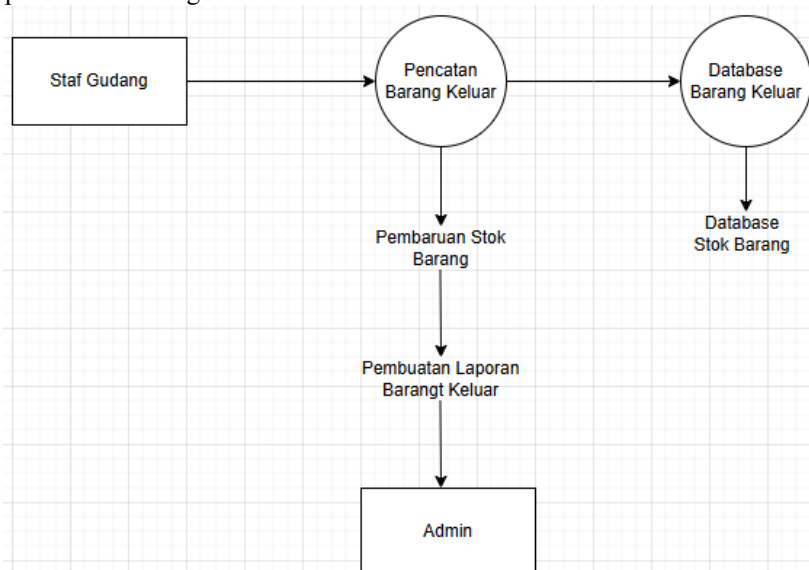 Staf Gudang
Pencatan
Barang Keluar
Database
Barang Keluar
Pembaruan Stok
Barang
Database
Stok Barang
Pembuatan Laporan
Barangt Keluar
Admin